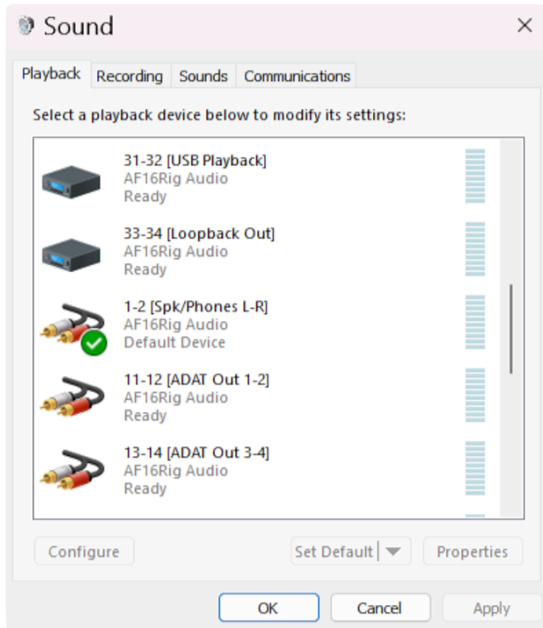 Sound
Playback
Recording
Sounds
Communications
Select a playback device below to modify its settings:
31-32 [USB Playback]
AF16Rig Audio
Ready
33-34 [Loopback Out]
AF16Rig Audio
Ready
1-2 [Spk/Phones L-R]
AF16Rig Audio
Default Device
11-12 [ADAT Out 1-2]
AF16Rig Audio
Ready
13-14 [ADAT Out 3-4]
AF16Rig Audio
Ready
Configure
Set Default
Properties
OK
Cancel
Apply